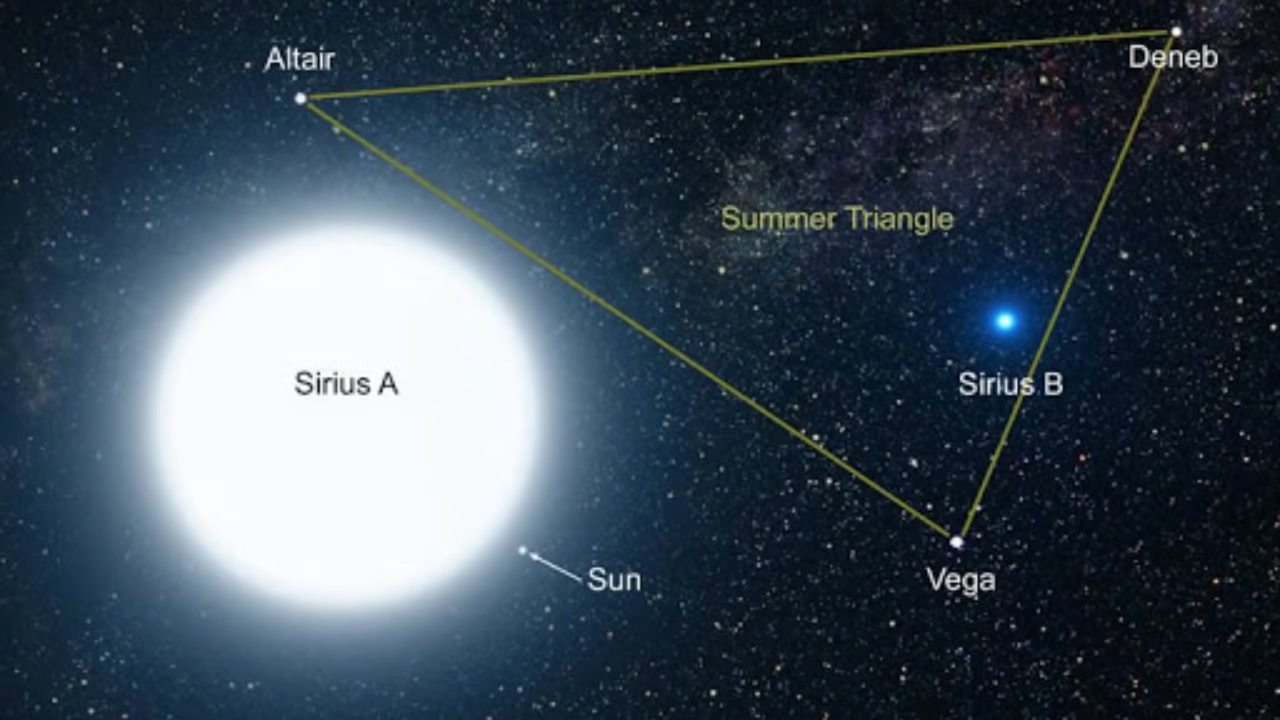 Altair
Deneb
Summer Triangle
Sirius A
Sirius B
Sun
Vega